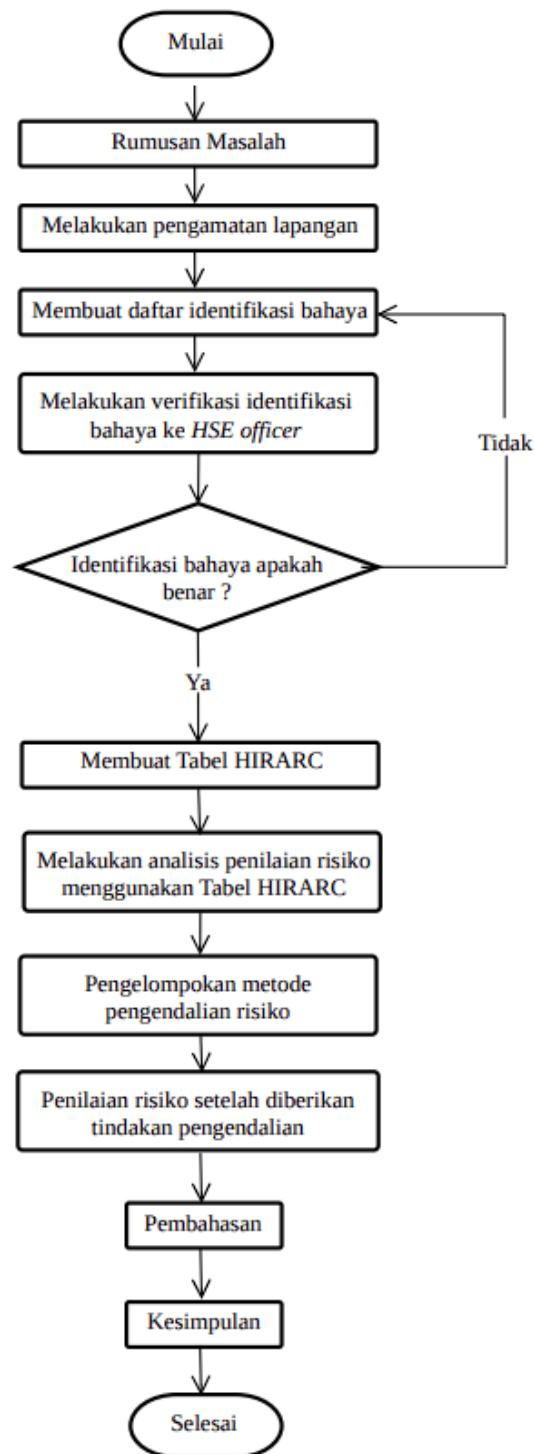 Mulai
Rumusan Masalah
Melakukan pengamatan lapangan
Membuat daftar identifikasi bahaya
Melakukan verifikasi identifikasi
bahaya ke HSE officer
Tidak
Identifikasi bahaya apakah
benar ?
Ya
Membuat Tabel HIRARC
Melakukan analisis penilaian risiko
menggunakan Tabel HIRARC
Pengelompokan metode
pengendalian risiko
Penilaian risiko setelah diberikan
tindakan pengendalian
Pembahasan
Kesimpulan
Selesai